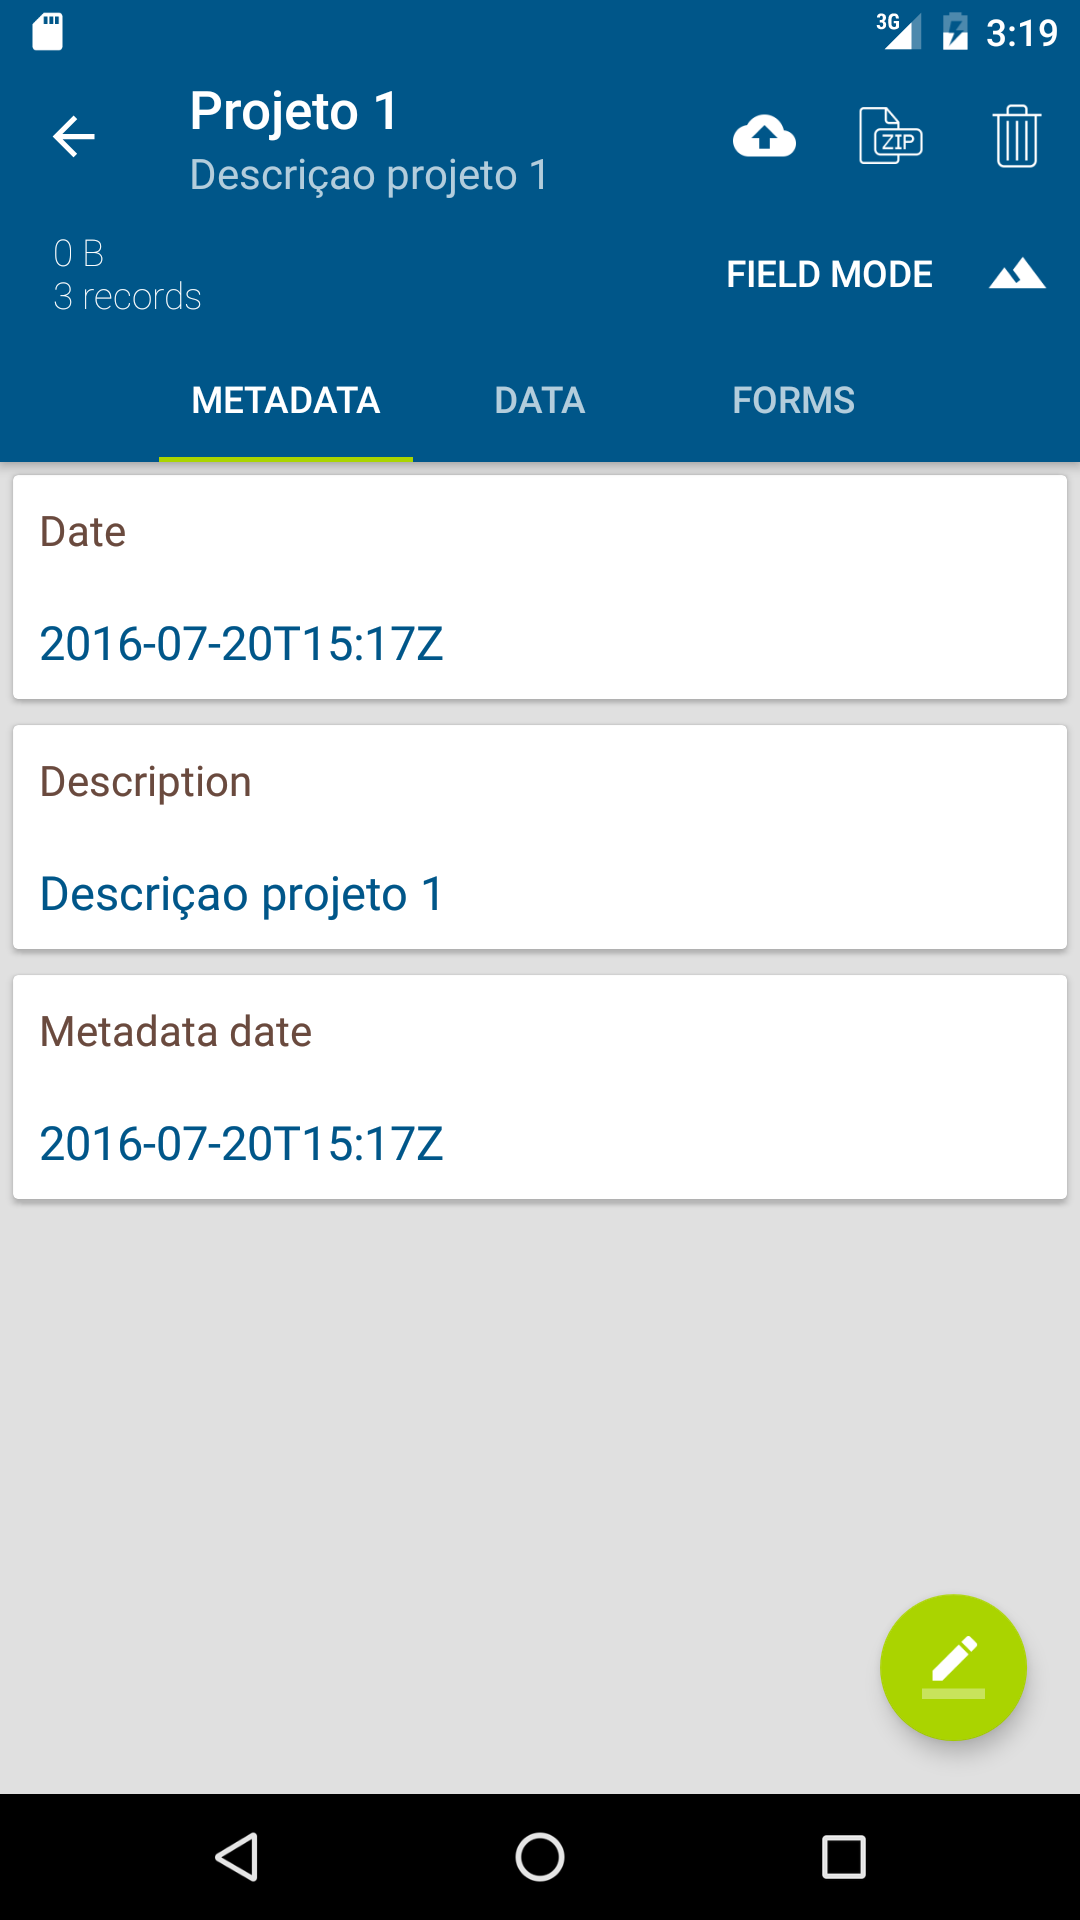 3G 3:19
Projeto 1
Descriçao projeto 1
ZIP
0 B
3 records
FIELD MODE
METADATA DATA FORMS
Date
2016-07-20T15:17Z
Description
Descriçao projeto 1
Metadata date
2016-07-20T15:17Z